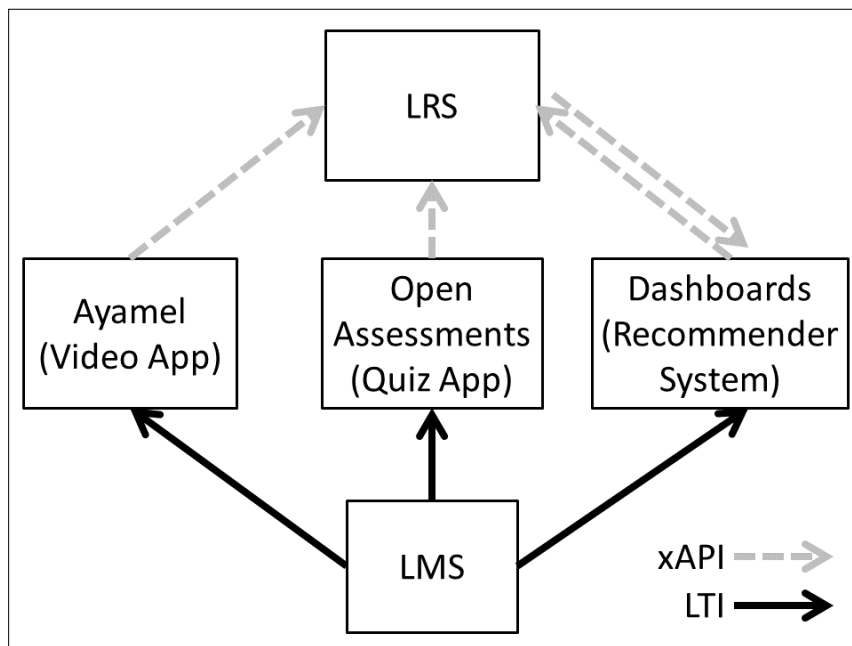 LRS
Ayamel
(Video App)
Open
Assessments
(Quiz App)
Dashboards
(Recommender
System)
LMS
xAPI
LTI